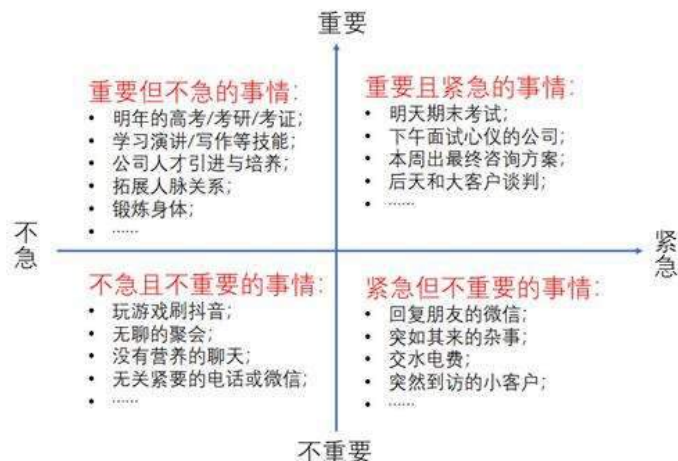 重要
重要但不急的事情:
• 明年的高考/考研/考证;
• 学习演讲/写作等技能;
• 公司人才引进与培养;
• 拓展人脉关系;
• 锻炼身体;
• ......
重要且紧急的事情:
• 明天期末考试;
• 下午面试心仪的公司;
• 本周出最终咨询方案;
• 后天和大客户谈判;
• ......
不急
紧急
不急且不重要的事情:
• 玩游戏刷抖音;
• 无聊的聚会;
• 没有营养的聊天;
• 无关紧要的电话或微信;
• ......
紧急但不重要的事情:
• 回复朋友的微信;
• 突如其来的杂事;
• 交水电费;
• 突然到访的小客户;
• ......
不重要